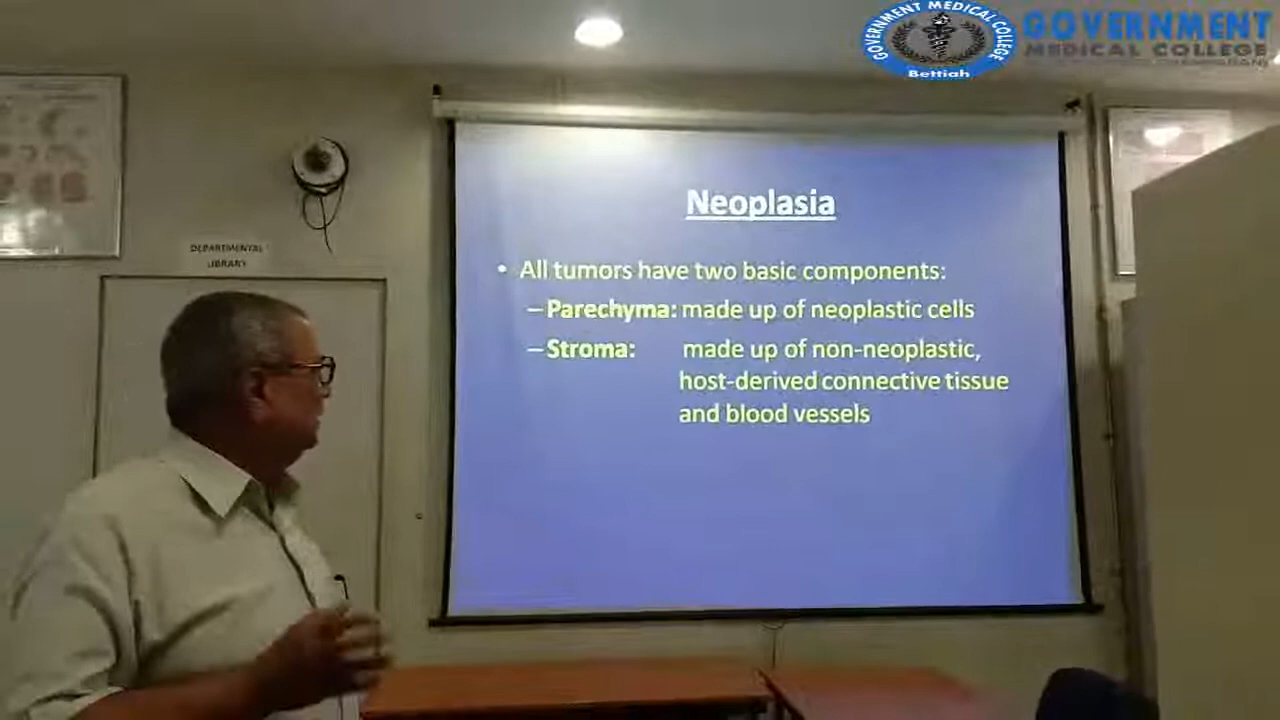 GOVERNMENT MEDICAL COLLEGE
Bettiah
GOVERNMENT
MEDICAL COLLEGE
DEPARTMENTAL
LIBRARY
Neoplasia
• All tumors have two basic components:
–Parechyma: made up of neoplastic cells
–Stroma: made up of non-neoplastic,
host-derived connective tissue
and blood vessels